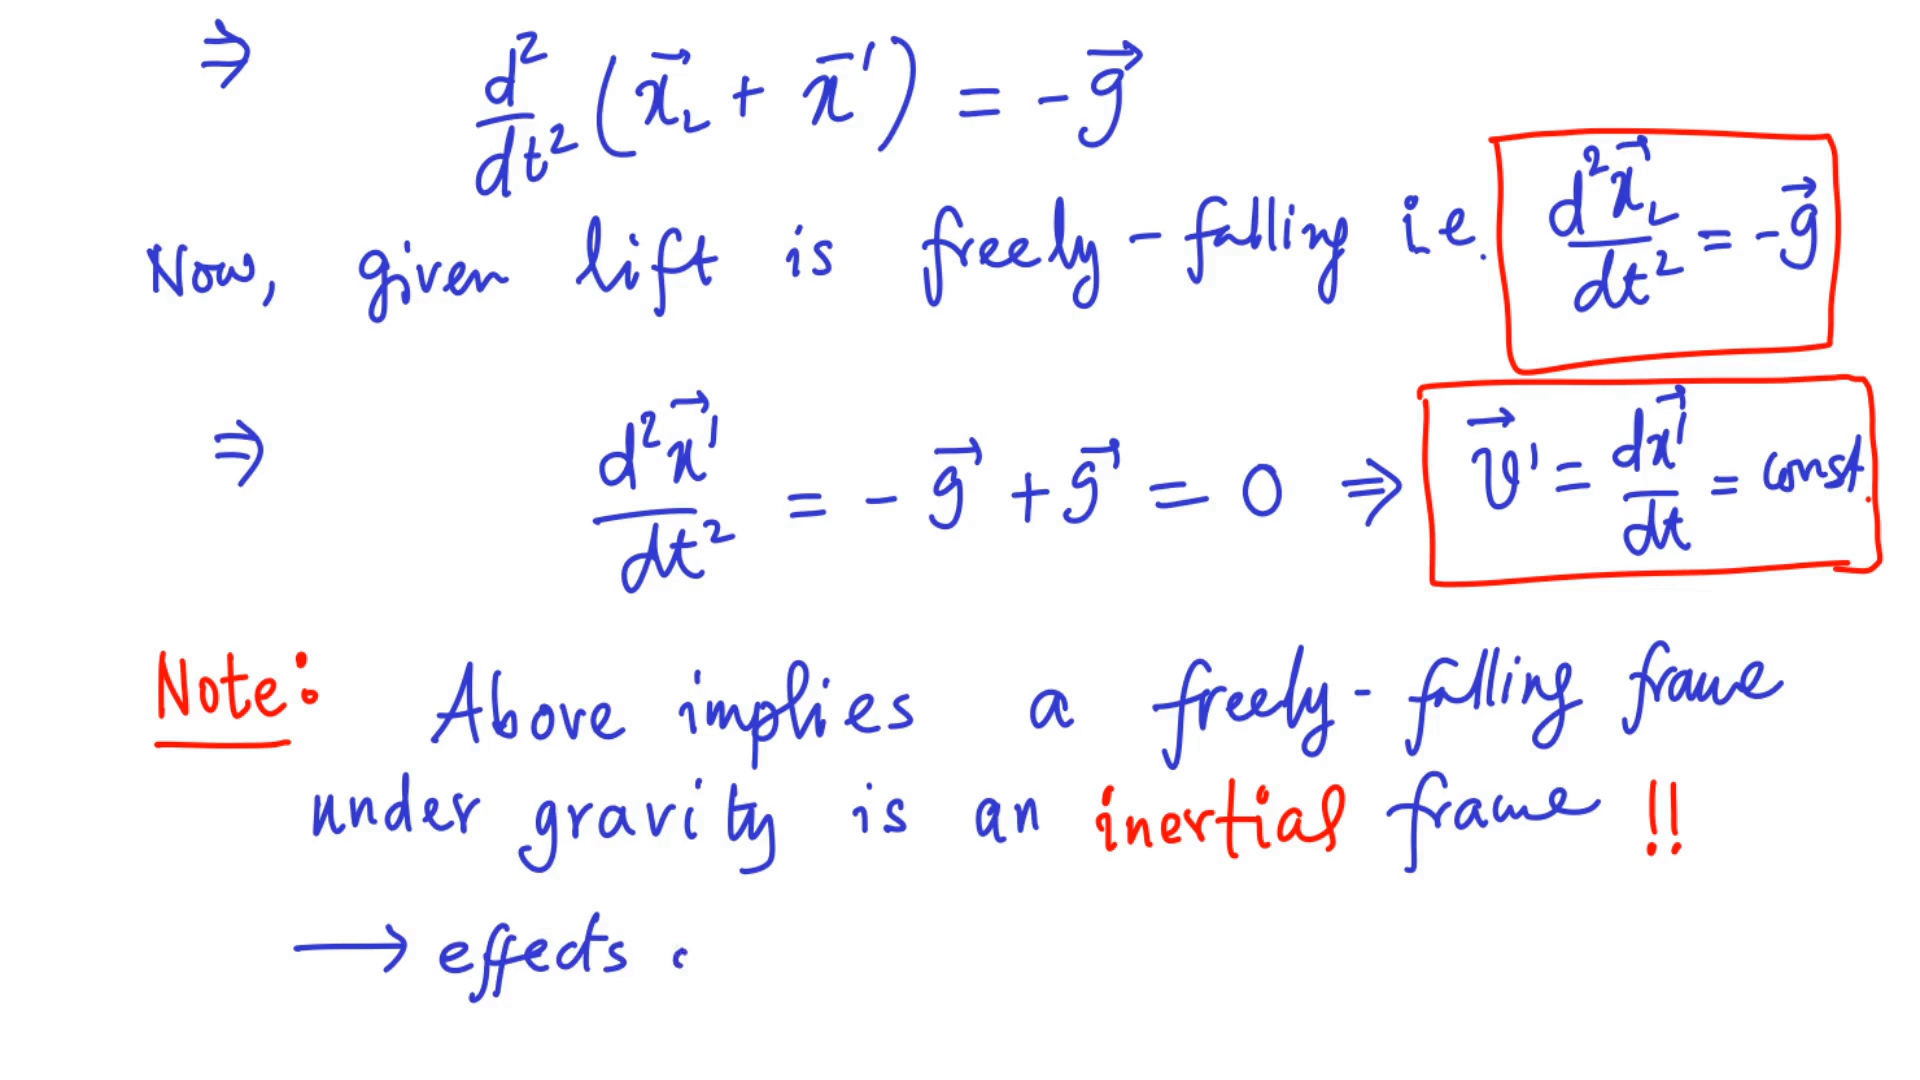 ⇒ d²/dt² (x⃗_L + x̄') = -g⃗
Now, given lift is freely-falling i.e. d²x⃗_L/dt² = -g⃗
⇒ d²x⃗'/dt² = -g⃗ + g⃗ = 0 ⇒ v⃗' = dx⃗'/dt = const.
Note: Above implies a freely-falling frame
under gravity is an inertial frame !!
→ effects